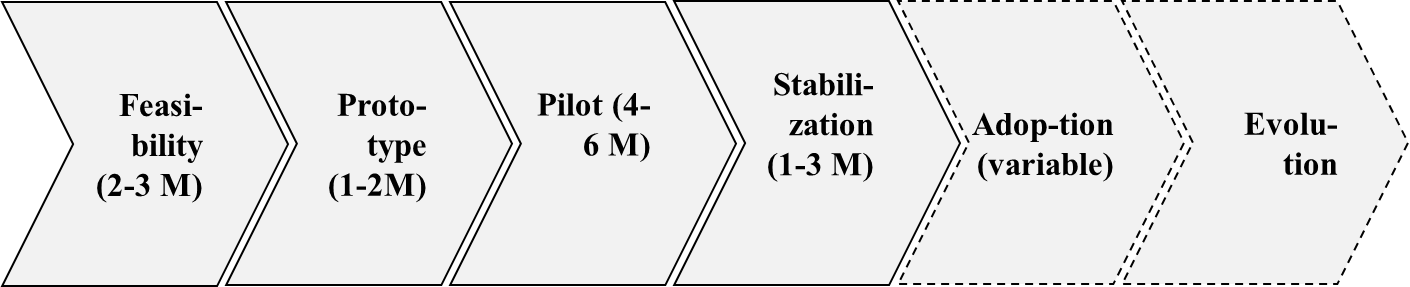 Feasi-
bility
(2-3 M)
Proto-
type
(1-2M)
Pilot (4-
6 M)
Stabili-
zation
(1-3 M)
Adop-tion
(variable)
Evolu-
tion